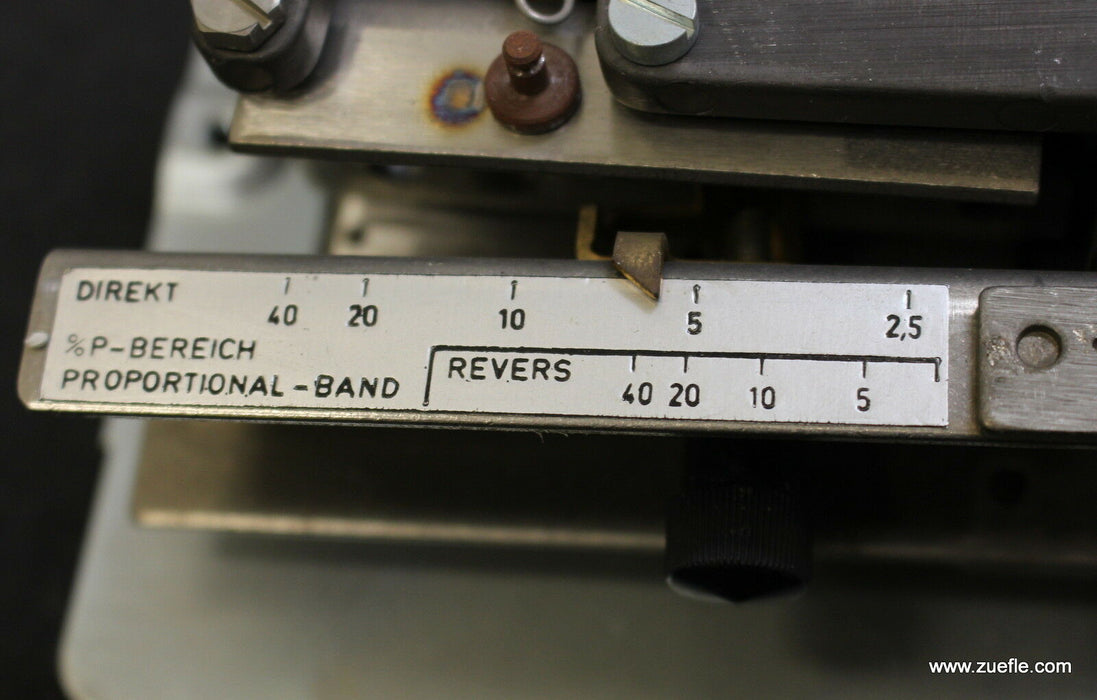 DIREKT
40 20 10 5 2,5
% P-BEREICH
PROPORTIONAL-BAND
REVERS
40 20 10 5
www.zuefle.com